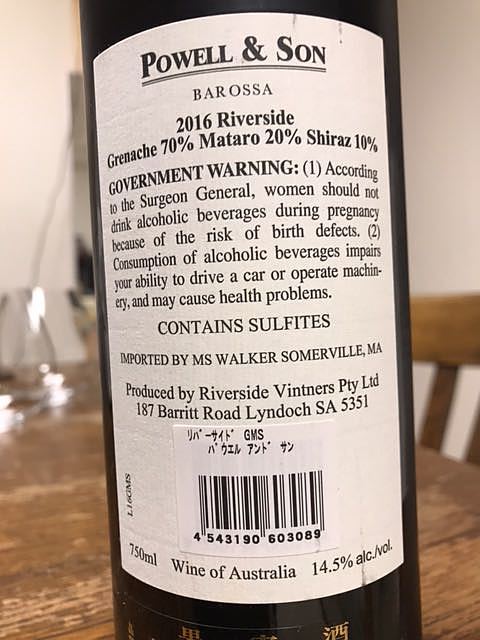 POWELL & SON
BAROSSA
2016 Riverside
Grenache 70% Mataro 20% Shiraz 10%
GOVERNMENT WARNING: (1) According
to the Surgeon General, women should not
drink alcoholic beverages during pregnancy
because of the risk of birth defects. (2)
Consumption of alcoholic beverages impairs
your ability to drive a car or operate machin-
ery, and may cause health problems.
CONTAINS SULFITES
IMPORTED BY MS WALKER SOMERVILLE, MA
Produced by Riverside Vintners Pty Ltd
187 Barritt Road Lyndoch SA 5351
ﾘﾊﾞｰｻｲﾄﾞ GMS
ﾊﾟｳｴﾙ ｱﾝﾄﾞ ｻﾝ
4 543190 603089
L16GMS
750ml Wine of Australia 14.5% alc./vol.
果実酒